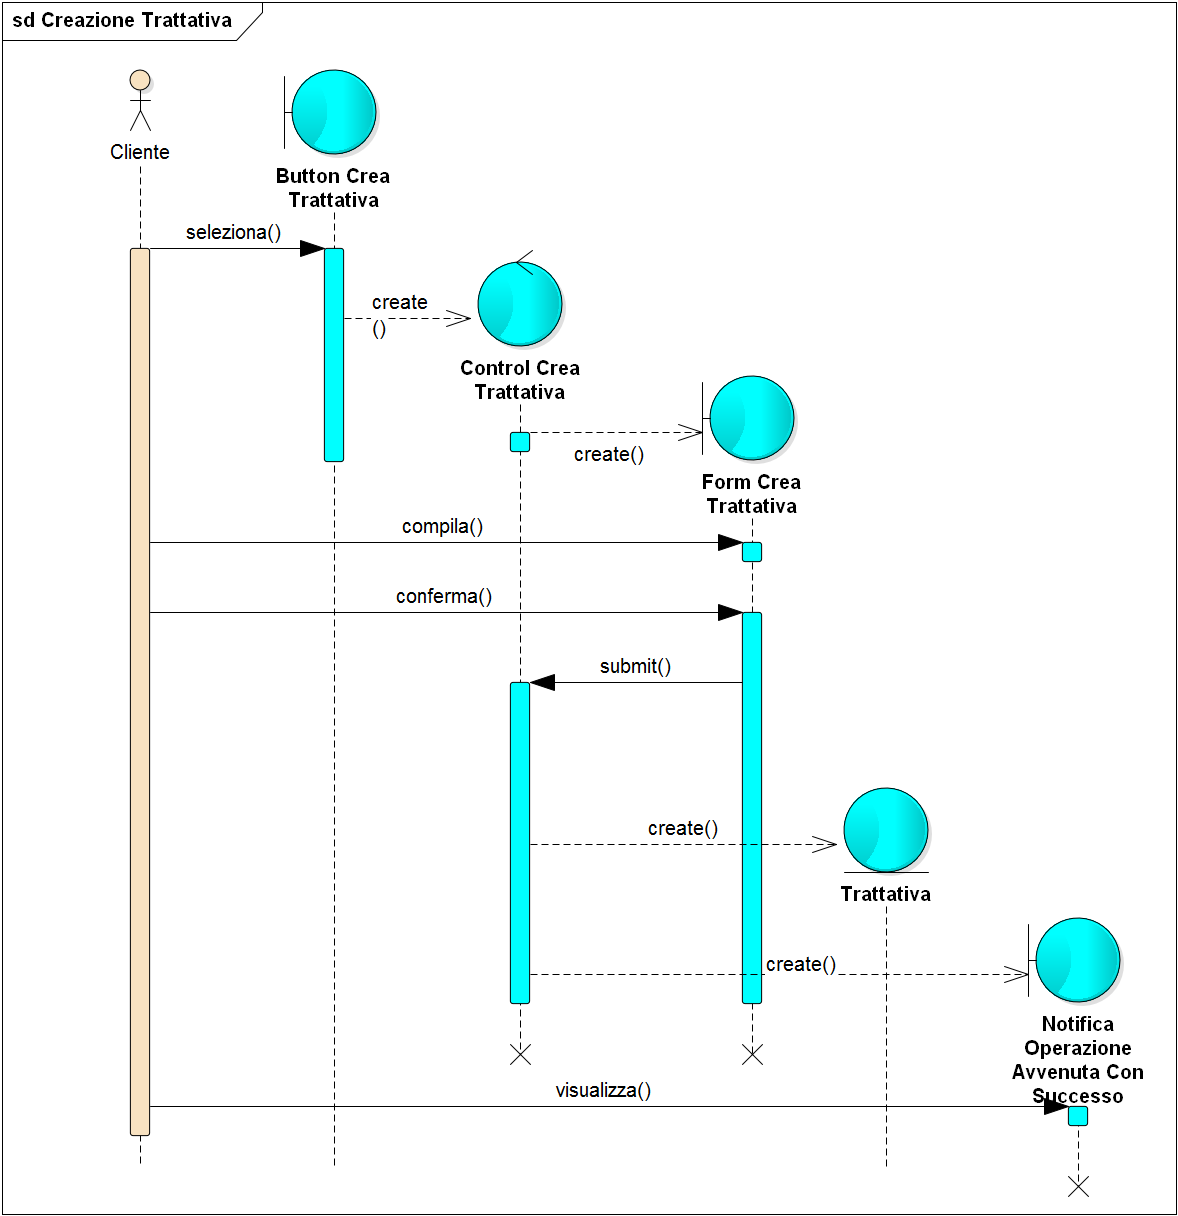 sd Creazione Trattativa
Cliente
Button Crea
Trattativa
seleziona()
create
()
Control Crea
Trattativa
create()
Form Crea
Trattativa
compila()
conferma()
submit()
create()
Trattativa
create()
Notifica
Operazione
Avvenuta Con
Successo
visualizza()